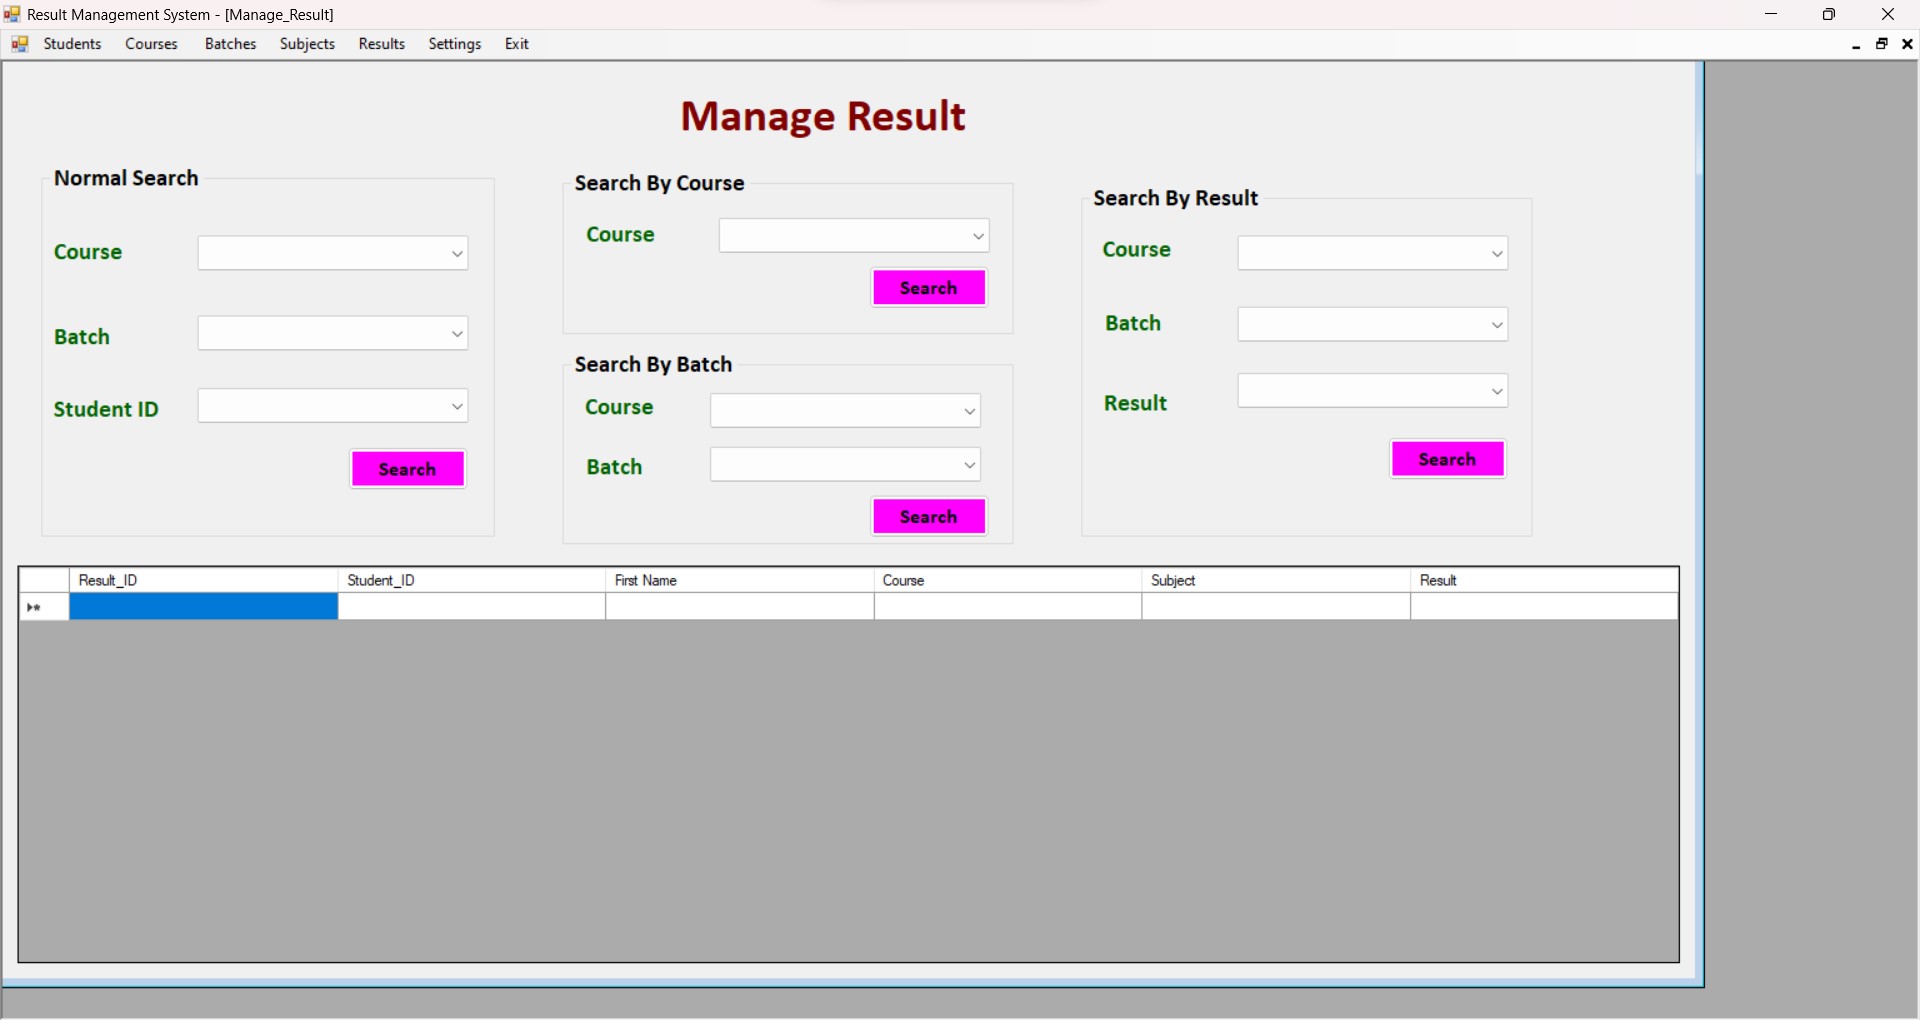 Result Management System - [Manage_Result]
Students Courses Batches Subjects Results Settings Exit
Manage Result
Normal Search
Course
Batch
Student ID
Search
Search By Course
Course
Search
Search By Batch
Course
Batch
Search
Search By Result
Course
Batch
Result
Search
Result_ID Student_ID First Name Course Subject Result